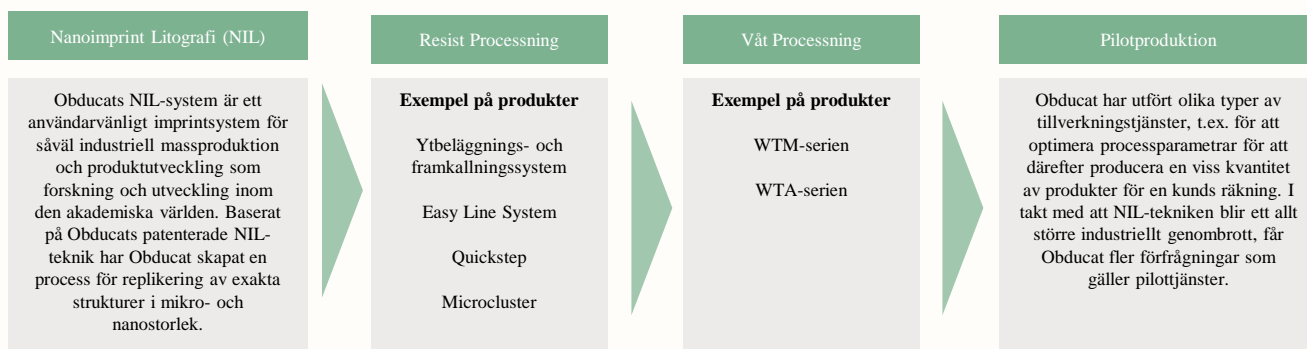 Nanoimprint Litografi (NIL)
Obducats NIL-system är ett
användarvänligt imprintsystem för
såväl industriell massproduktion
och produktutveckling som
forskning och utveckling inom
den akademiska världen. Baserat
på Obducats patenterade NIL-
teknik har Obducat skapat en
process för replikering av exakta
strukturer i mikro- och
nanostorlek.
Resist Processning
Exempel på produkter
Ytbeläggnings- och
framkallningssystem
Easy Line System
Quickstep
Microcluster
Våt Processning
Exempel på produkter
WTM-serien
WTA-serien
Pilotproduktion
Obducat har utfört olika typer av
tillverkningstjänster, t.ex. för att
optimera processparametrar för att
därefter producera en viss kvantitet
av produkter för en kunds räkning. I
takt med att NIL-tekniken blir ett allt
större industriellt genombrott, får
Obducat fler förfrågningar som
gäller pilottjänster.